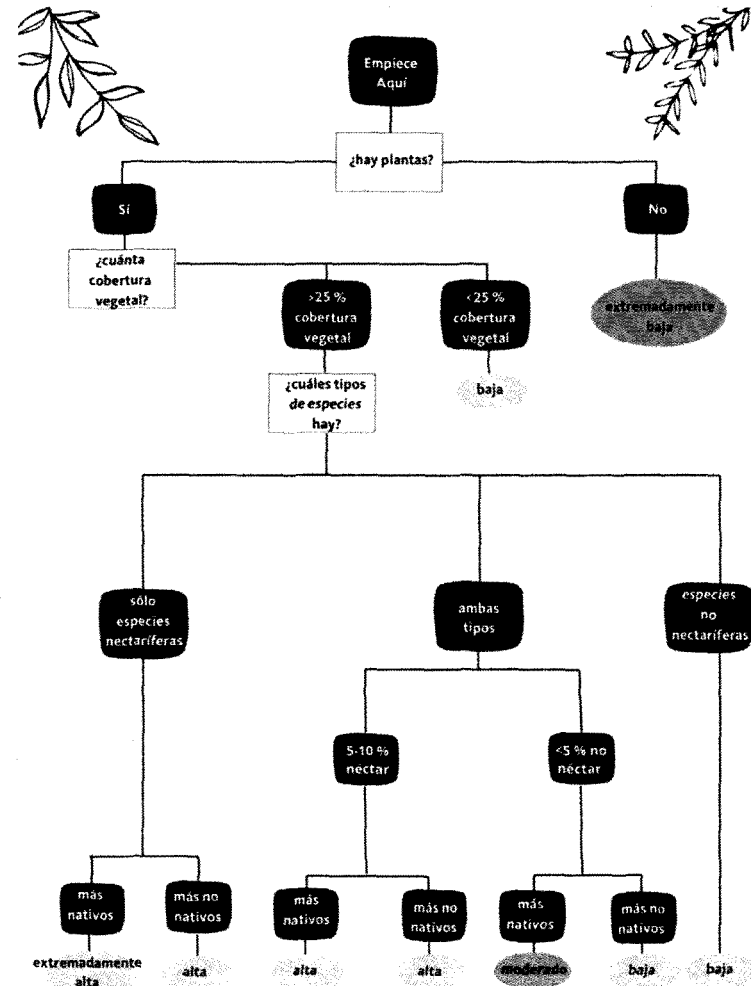 Empiece
Aquí
¿hay plantas?
Sí
No
¿cuánta
cobertura
vegetal?
>25 %
cobertura
vegetal
<25 %
cobertura
vegetal
extremadamente
baja
¿cuáles tipos
de especies
hay?
baja
sólo
especies
nectaríferas
ambas
tipos
especies
no
nectaríferas
5-10 %
néctar
<5 % no
néctar
más
nativos
más no
nativos
más
nativos
más no
nativos
más
nativos
más no
nativos
extremadamente
alta
alta
alta
alta
moderado
baja
baja